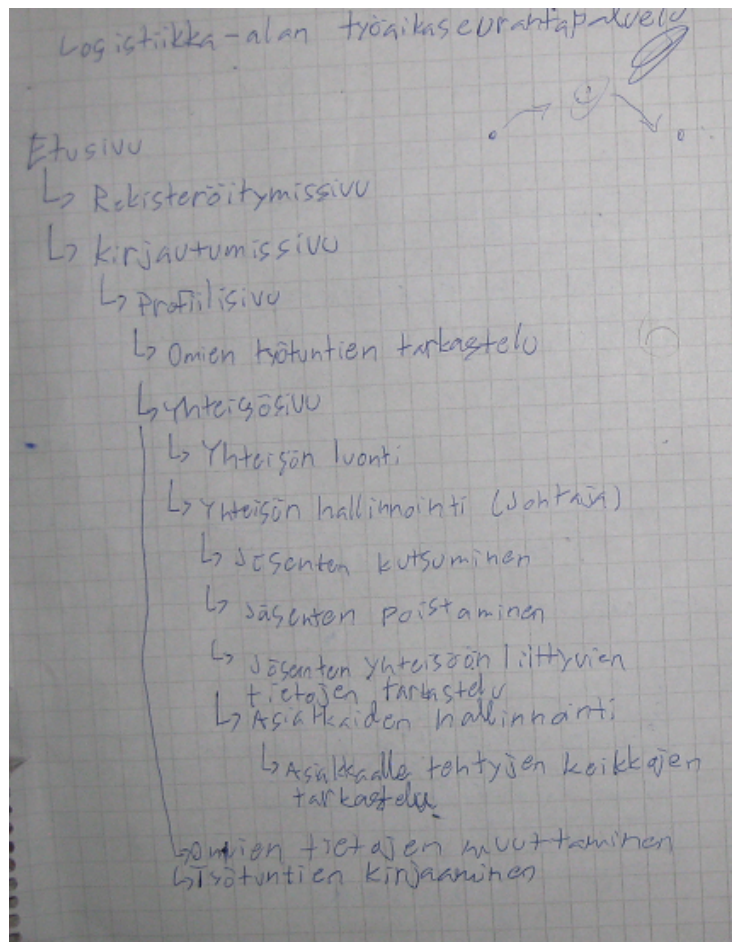 Logistiikka-alan työaikaseurantapalvelu
Etusivu
↳ Rekisteröitymissivu
↳ Kirjautumissivu
↳ Profiilisivu
↳ Omien työtuntien tarkastelu
↳ Yhteisösivu
↳ Yhteisön luonti
↳ Yhteisön hallinnointi (Johtaja)
↳ Jäsenten kutsuminen
↳ Jäsenten poistaminen
↳ Jäsenten yhteisöön liittyvien
tietojen tarkastelu
↳ Asiakkaiden hallinnointi
↳ Asiakkaalle tehtyjen keikkojen
tarkastelu
↳ Omien tietojen muuttaminen
↳ Työtuntien kirjaaminen